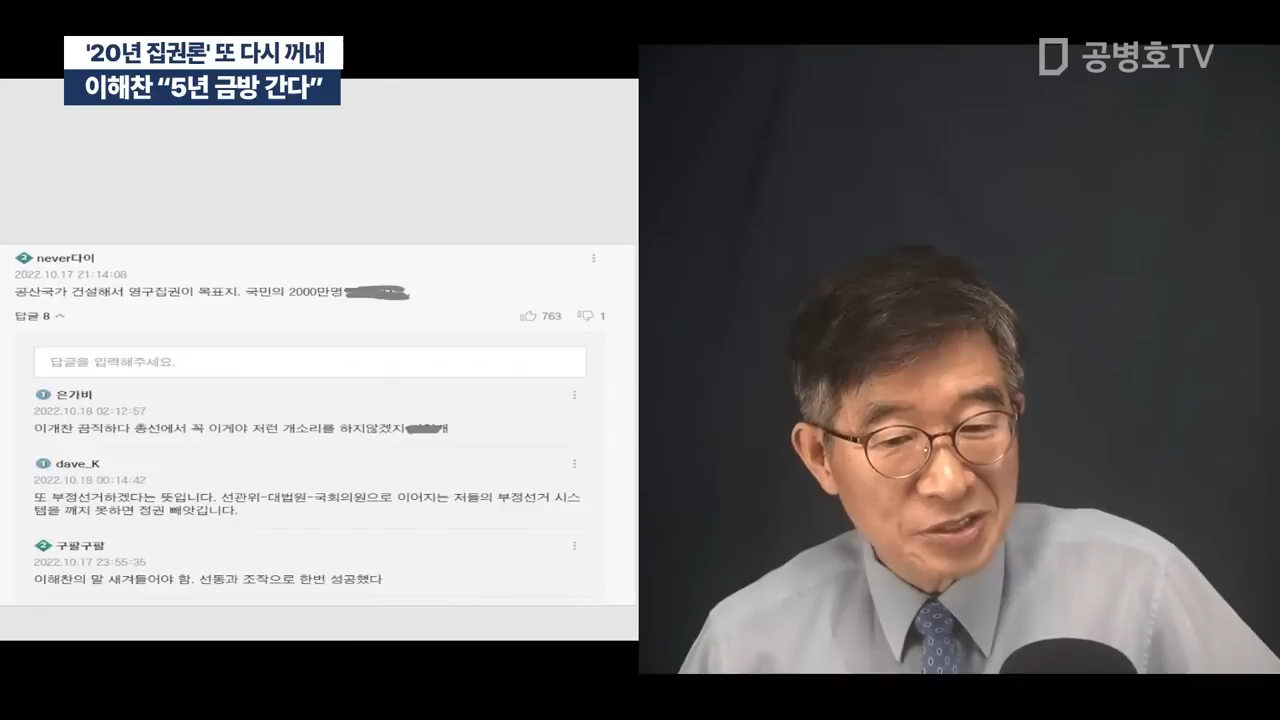 '20년 집권론' 또 다시 꺼내
이해찬 “5년 금방 간다”
공병호TV
never다이
2022.10.17 21:14:08
공산국가 건설해서 영구집권이 목표지. 국민의 2000만명
답글 8
763
1
답글을 입력해주세요.
은가비
2022.10.18 02:12:57
이개찬 끔직하다 총선에서 꼭 이게야 저런 개소리를 하지않겠지
dave_K
2022.10.18 00:14:42
또 부정선거하겠다는 뜻입니다. 선관위-대법원-국회의원으로 이어지는 저들의 부정선거 시스
템을 깨지 못하면 정권 빼앗깁니다.
구팔구팔
2022.10.17 23:55:35
이해찬의 말 새겨들어야 함. 선동과 조작으로 한번 성공했다